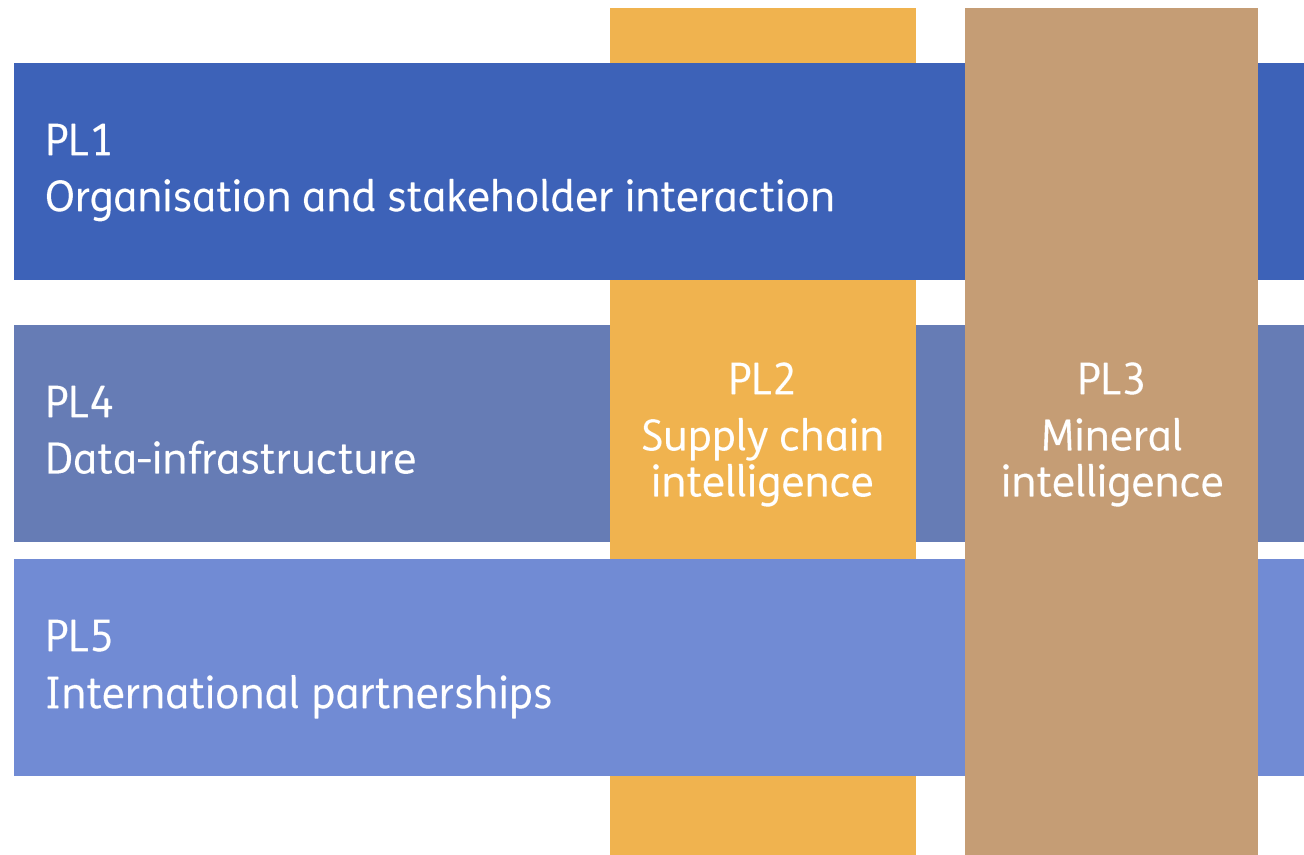 PL1
Organisation and stakeholder interaction
PL4
Data-infrastructure
PL2
Supply chain
intelligence
PL3
Mineral
intelligence
PL5
International partnerships